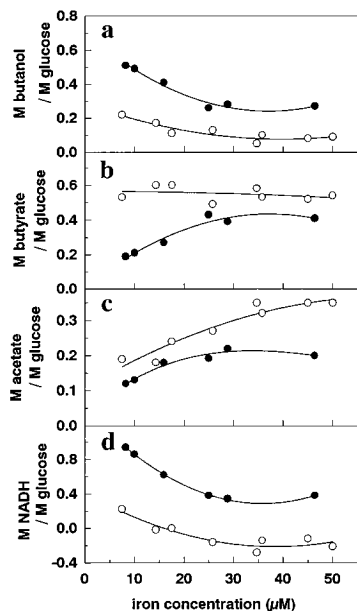 a
M butanol
/ M glucose
0.8
0.6
0.4
0.2
0.0
b
M butyrate
/ M glucose
0.6
0.4
0.2
0.0
c
M acetate
/ M glucose
0.3
0.2
0.1
0.0
d
M NADH
/ M glucose
0.8
0.4
0.0
-0.4
0 10 20 30 40 50 60
iron concentration (µM)